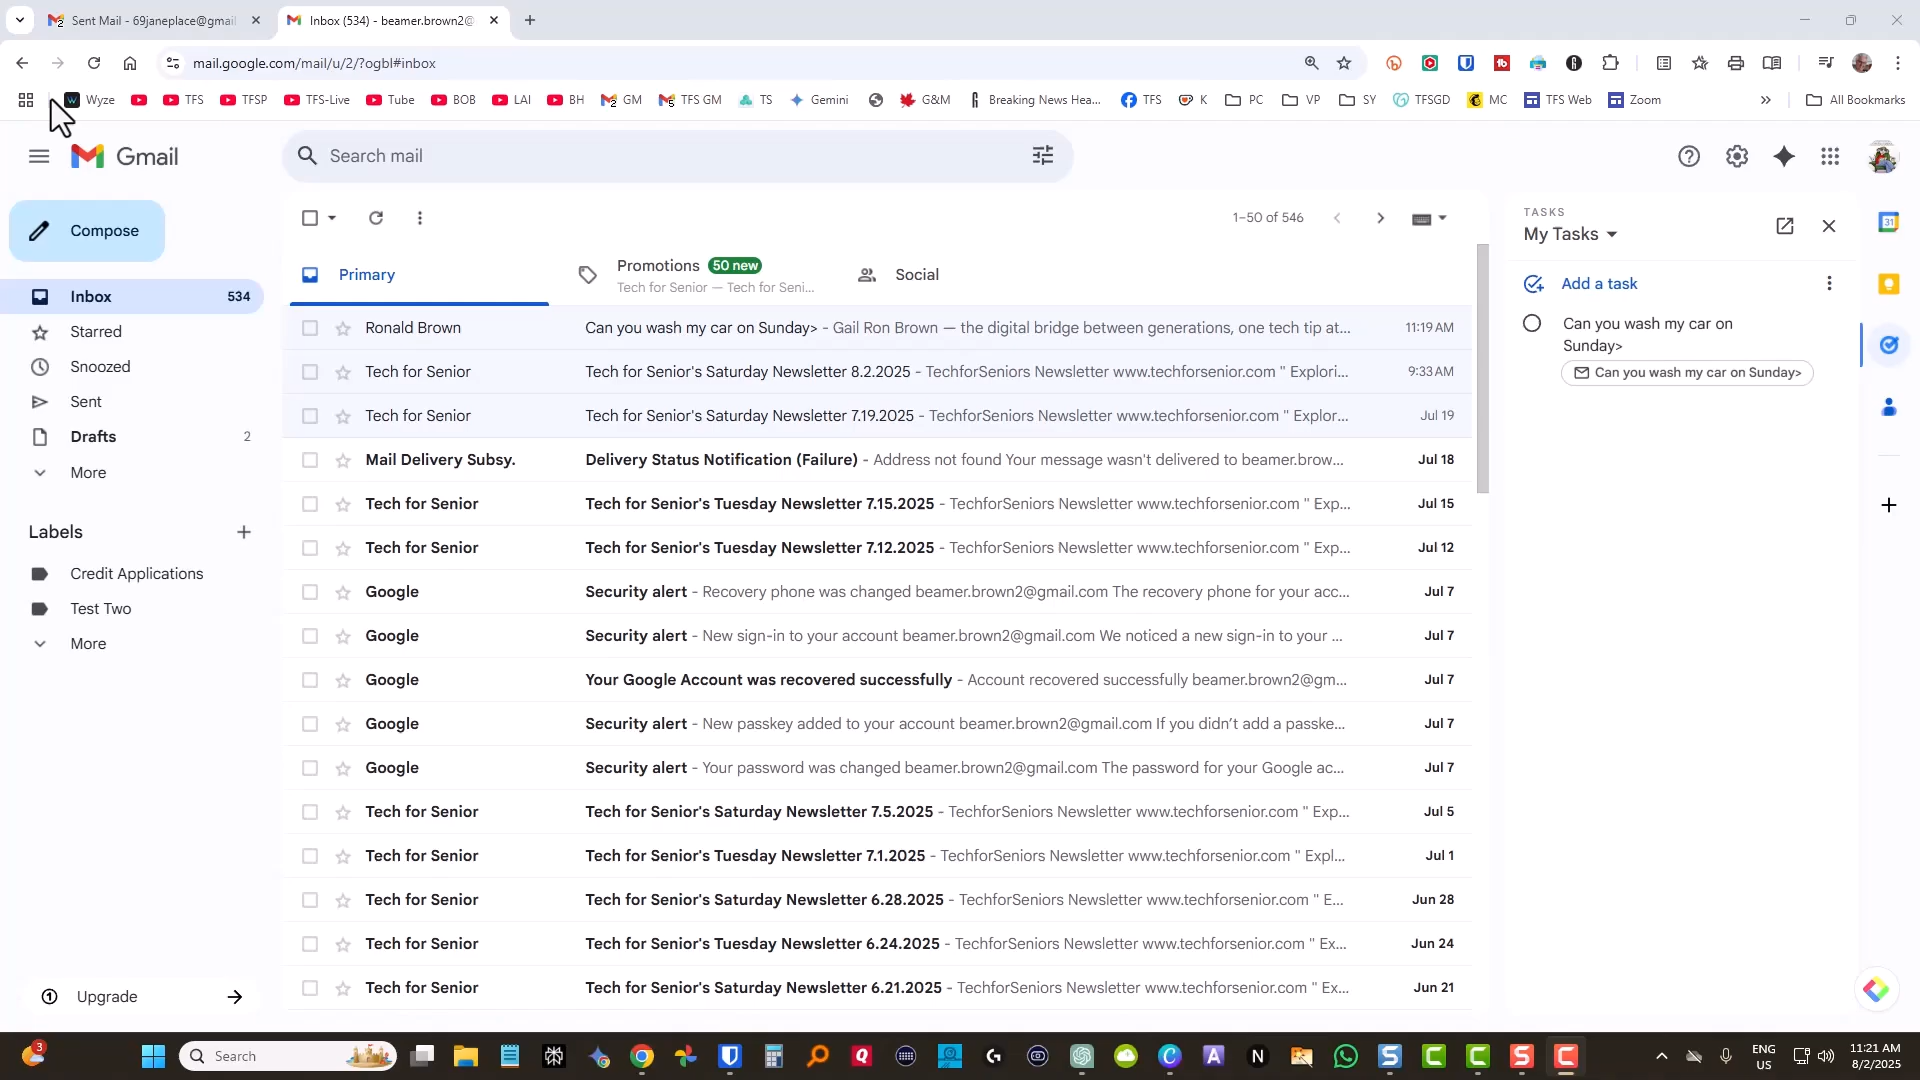 Sent Mail - 69janeplace@gmail
Inbox (534) - beamer.brown2@
mail.google.com/mail/u/2/?ogbl#inbox
Wyze
TFS
TFSP
TFS-Live
Tube
BOB
LAI
BH
GM
TFS GM
TS
Gemini
G&M
Breaking News Hea...
TFS
K
PC
VP
SY
TFSGD
MC
TFS Web
Zoom
All Bookmarks
Gmail
Search mail
Compose
Inbox 534
Starred
Snoozed
Sent
Drafts 2
More
Labels
Credit Applications
Test Two
More
Upgrade
1–50 of 546
Primary
Promotions 50 new
Tech for Senior — Tech for Seni...
Social
Ronald Brown Can you wash my car on Sunday> - Gail Ron Brown — the digital bridge between generations, one tech tip at... 11:19 AM
Tech for Senior Tech for Senior's Saturday Newsletter 8.2.2025 - TechforSeniors Newsletter www.techforsenior.com " Explori... 9:33 AM
Tech for Senior Tech for Senior's Saturday Newsletter 7.19.2025 - TechforSeniors Newsletter www.techforsenior.com " Explor... Jul 19
Mail Delivery Subsy. Delivery Status Notification (Failure) - Address not found Your message wasn't delivered to beamer.brow... Jul 18
Tech for Senior Tech for Senior's Tuesday Newsletter 7.15.2025 - TechforSeniors Newsletter www.techforsenior.com " Exp... Jul 15
Tech for Senior Tech for Senior's Tuesday Newsletter 7.12.2025 - TechforSeniors Newsletter www.techforsenior.com " Exp... Jul 12
Google Security alert - Recovery phone was changed beamer.brown2@gmail.com The recovery phone for your acc... Jul 7
Google Security alert - New sign-in to your account beamer.brown2@gmail.com We noticed a new sign-in to your ... Jul 7
Google Your Google Account was recovered successfully - Account recovered successfully beamer.brown2@gm... Jul 7
Google Security alert - New passkey added to your account beamer.brown2@gmail.com If you didn't add a passke... Jul 7
Google Security alert - Your password was changed beamer.brown2@gmail.com The password for your Google ac... Jul 7
Tech for Senior Tech for Senior's Saturday Newsletter 7.5.2025 - TechforSeniors Newsletter www.techforsenior.com " Exp... Jul 5
Tech for Senior Tech for Senior's Tuesday Newsletter 7.1.2025 - TechforSeniors Newsletter www.techforsenior.com " Expl... Jul 1
Tech for Senior Tech for Senior's Saturday Newsletter 6.28.2025 - TechforSeniors Newsletter www.techforsenior.com " E... Jun 28
Tech for Senior Tech for Senior's Tuesday Newsletter 6.24.2025 - TechforSeniors Newsletter www.techforsenior.com " Ex... Jun 24
Tech for Senior Tech for Senior's Saturday Newsletter 6.21.2025 - TechforSeniors Newsletter www.techforsenior.com " Ex... Jun 21
TASKS
My Tasks
Add a task
Can you wash my car on
Sunday>
Can you wash my car on Sunday>
31
3
Search
ENG
US
11:21 AM
8/2/2025